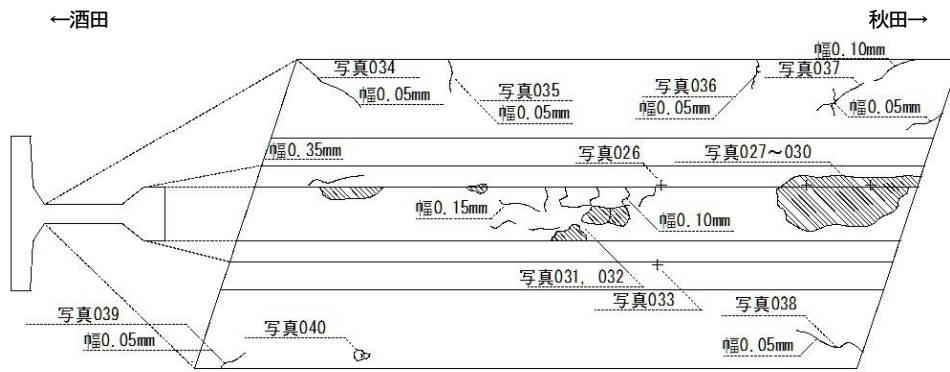 ←酒田
秋田→
幅0.10mm
写真034
写真037
写真035
写真036
幅0.05mm
幅0.05mm
幅0.05mm
幅0.05mm
幅0.35mm
写真026
写真027～030
幅0.15mm
幅0.10mm
写真031, 032
写真033
写真039
写真038
写真040
幅0.05mm
幅0.05mm